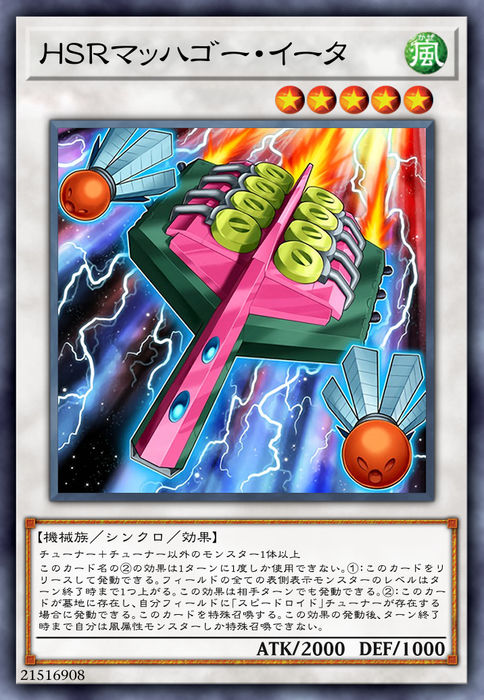 HSRマッハゴー・イータ
風
かぜ
【機械族／シンクロ／効果】
チューナー＋チューナー以外のモンスター1体以上
このカード名の②の効果は1ターンに1度しか使用できない。①：このカードをリ
リースして発動できる。フィールドの全ての表側表示モンスターのレベルはター
ン終了時まで1つ上がる。この効果は相手ターンでも発動できる。②：このカー
ドが墓地に存在し、自分フィールドに「スピードロイド」チューナーが存在する
場合に発動できる。このカードを特殊召喚する。この効果の発動後、ターン終了
時まで自分は風属性モンスターしか特殊召喚できない。
ATK/2000 DEF/1000
21516908